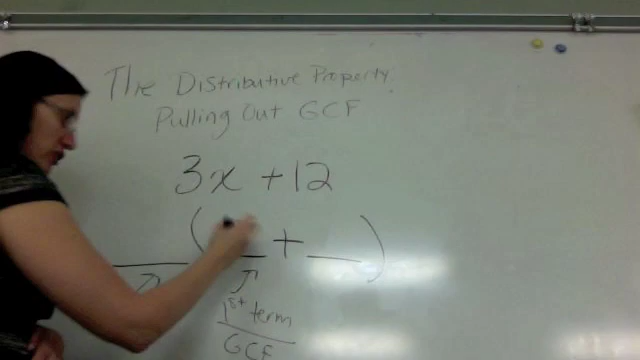 The Distributive Property
Pulling Out GCF
3x + 12
( + )
1st term
GCF